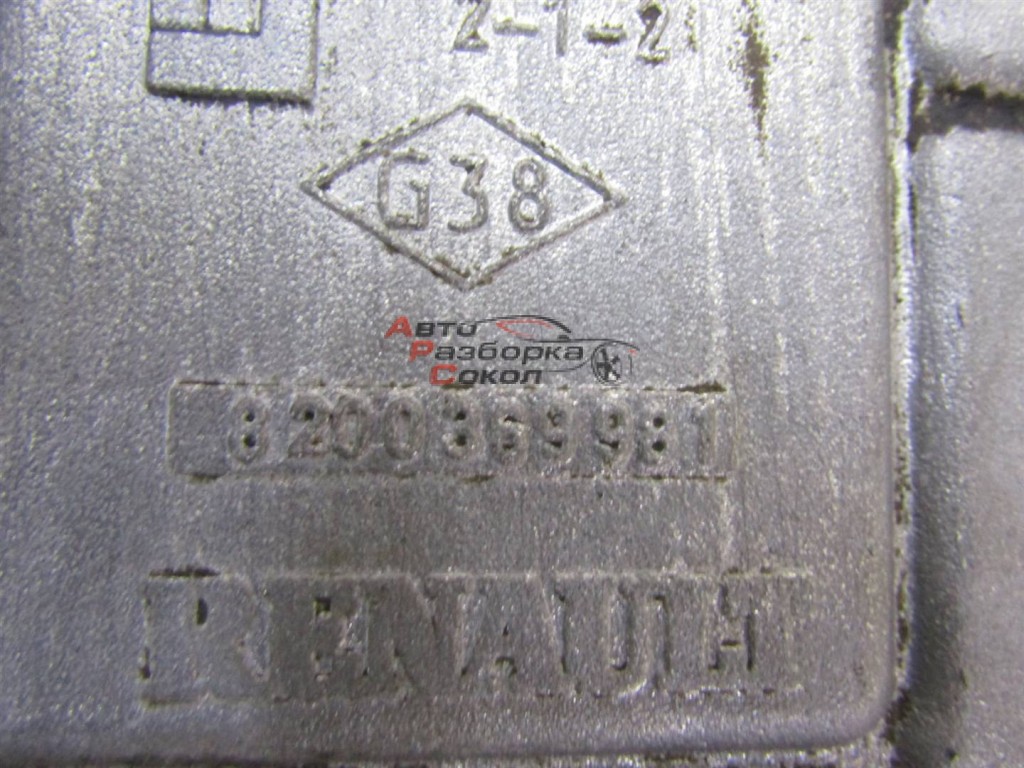 2-1-2
G38
Авто
Разборка
Сокол
8200369981
RENAULT